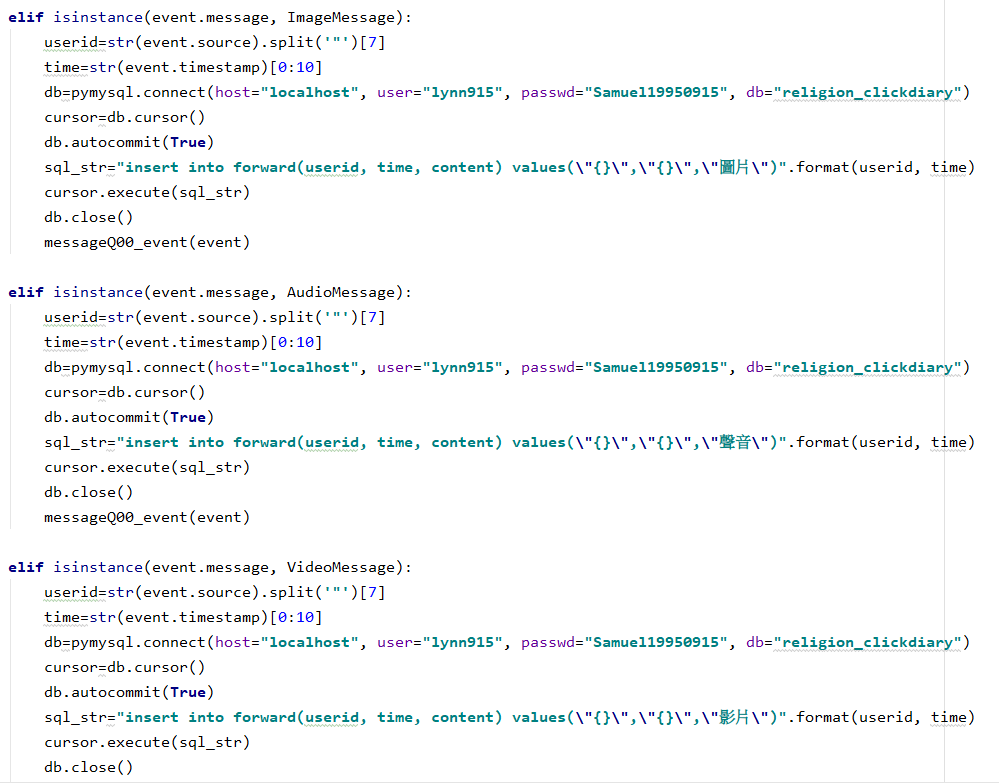 elif isinstance(event.message, ImageMessage):
    userid=str(event.source).split('"')[7]
    time=str(event.timestamp)[0:10]
    db=pymysql.connect(host="localhost", user="lynn915", passwd="Samuel19950915", db="religion_clickdiary")
    cursor=db.cursor()
    db.autocommit(True)
    sql_str="insert into forward(userid, time, content) values(\"{}\",\"{}\",\"圖片\")".format(userid, time)
    cursor.execute(sql_str)
    db.close()
    messageQ00_event(event)

elif isinstance(event.message, AudioMessage):
    userid=str(event.source).split('"')[7]
    time=str(event.timestamp)[0:10]
    db=pymysql.connect(host="localhost", user="lynn915", passwd="Samuel19950915", db="religion_clickdiary")
    cursor=db.cursor()
    db.autocommit(True)
    sql_str="insert into forward(userid, time, content) values(\"{}\",\"{}\",\"聲音\")".format(userid, time)
    cursor.execute(sql_str)
    db.close()
    messageQ00_event(event)

elif isinstance(event.message, VideoMessage):
    userid=str(event.source).split('"')[7]
    time=str(event.timestamp)[0:10]
    db=pymysql.connect(host="localhost", user="lynn915", passwd="Samuel19950915", db="religion_clickdiary")
    cursor=db.cursor()
    db.autocommit(True)
    sql_str="insert into forward(userid, time, content) values(\"{}\",\"{}\",\"影片\")".format(userid, time)
    cursor.execute(sql_str)
    db.close()